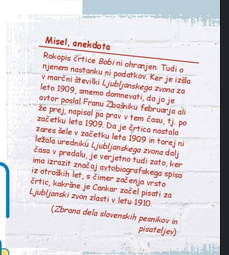 Misel, anekdota
Rokopis črtice Bobi ni ohranjen. Tudi o
njenem nastanku ni podatkov. Ker je izšla
v marčni številki Ljubljanskega zvona za
leto 1909, smemo domnevati, da jo je
avtor poslal Franu Zbašniku februarja ali
že prej, napisal pa prav v tem času, tj. po
začetku leta 1909. Da je črtica nastala
zares šele v začetku leta 1909 in torej ni
ležala uredniku Ljubljanskega zvona dalj
časa v predalu, je verjetno tudi zato, ker
ima izrazit značaj avtobiografskega spisa
iz otroških let, s čimer začenja vrsto
črtic, kakršne je Cankar začel pisati za
Ljubljanski zvon zlasti v letu 1910.
(Zbrana dela slovenskih pesnikov in
pisateljev)